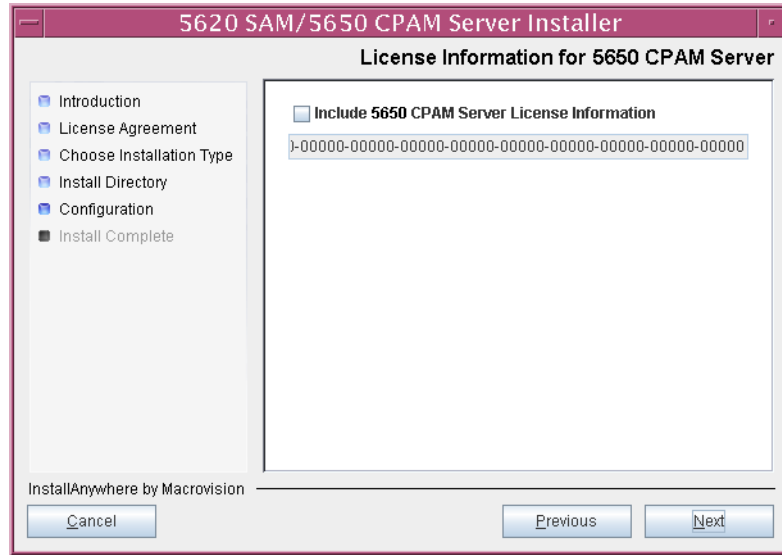 5620 SAM/5650 CPAM Server Installer
License Information for 5650 CPAM Server
Introduction
License Agreement
Choose Installation Type
Install Directory
Configuration
Install Complete
Include 5650 CPAM Server License Information
)-00000-00000-00000-00000-00000-00000-00000-00000
InstallAnywhere by Macrovision
Cancel
Previous
Next